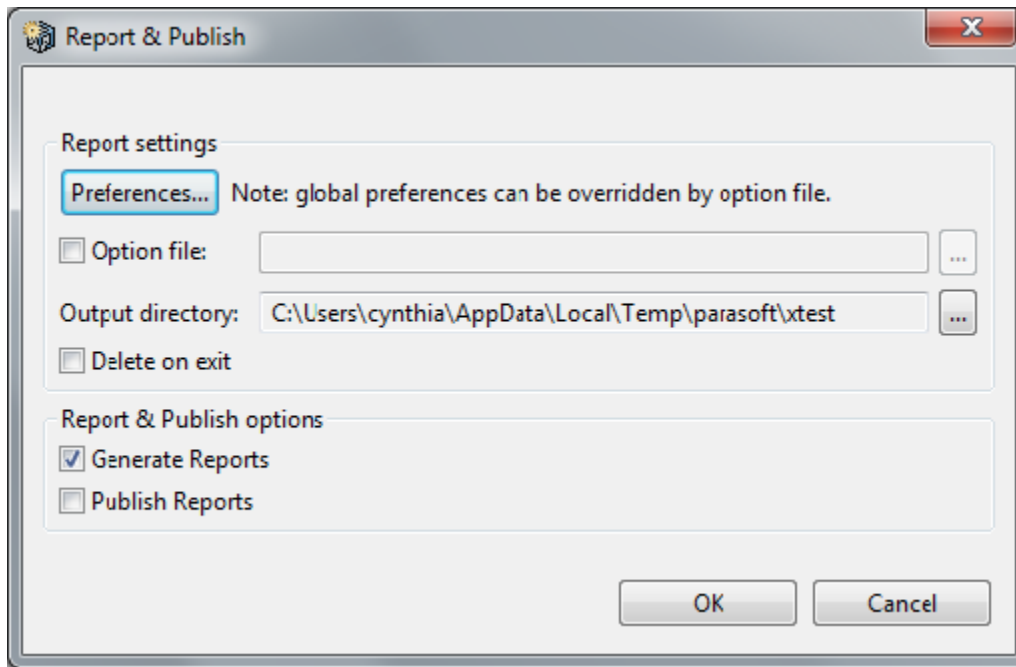 Report & Publish
Report settings
Preferences... Note: global preferences can be overridden by option file.
Option file: ...
Output directory: C:\Users\cynthia\AppData\Local\Temp\parasoft\xtest ...
Delete on exit
Report & Publish options
Generate Reports
Publish Reports
OK Cancel